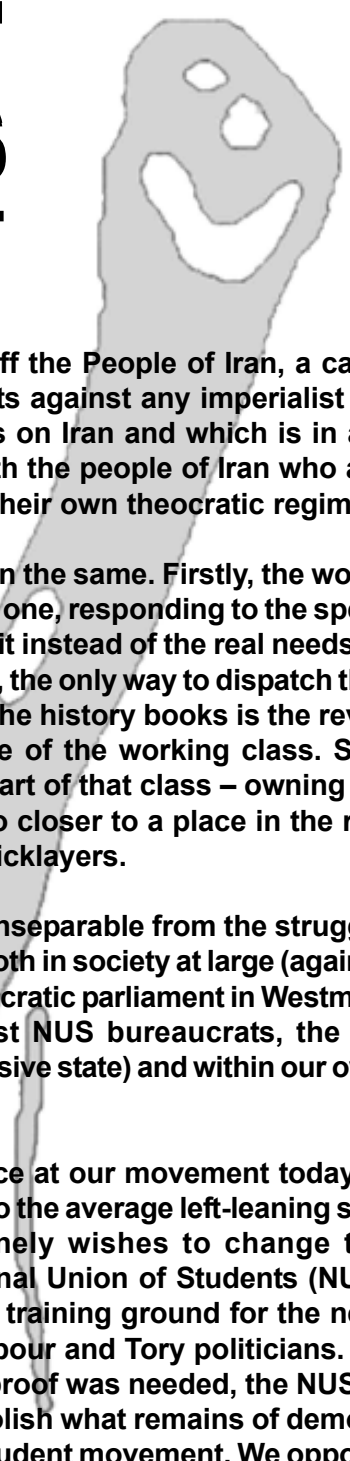 ff the People of Iran, a ca
ts against any imperialist
s on Iran and which is in a
th the people of Iran who a
heir own theocratic regim
n the same. Firstly, the wo
one, responding to the spe
it instead of the real needs
, the only way to dispatch th
he history books is the rev
e of the working class. S
art of that class – owning
o closer to a place in the r
icklayers.
nseparable from the strugg
oth in society at large (again
cratic parliament in Westm
st NUS bureaucrats, the
sive state) and within our o
ce at our movement today
o the average left-leaning s
nely wishes to change t
nal Union of Students (NU
training ground for the ne
bour and Tory politicians.
proof was needed, the NUS
olish what remains of demo
udent movement. We oppo